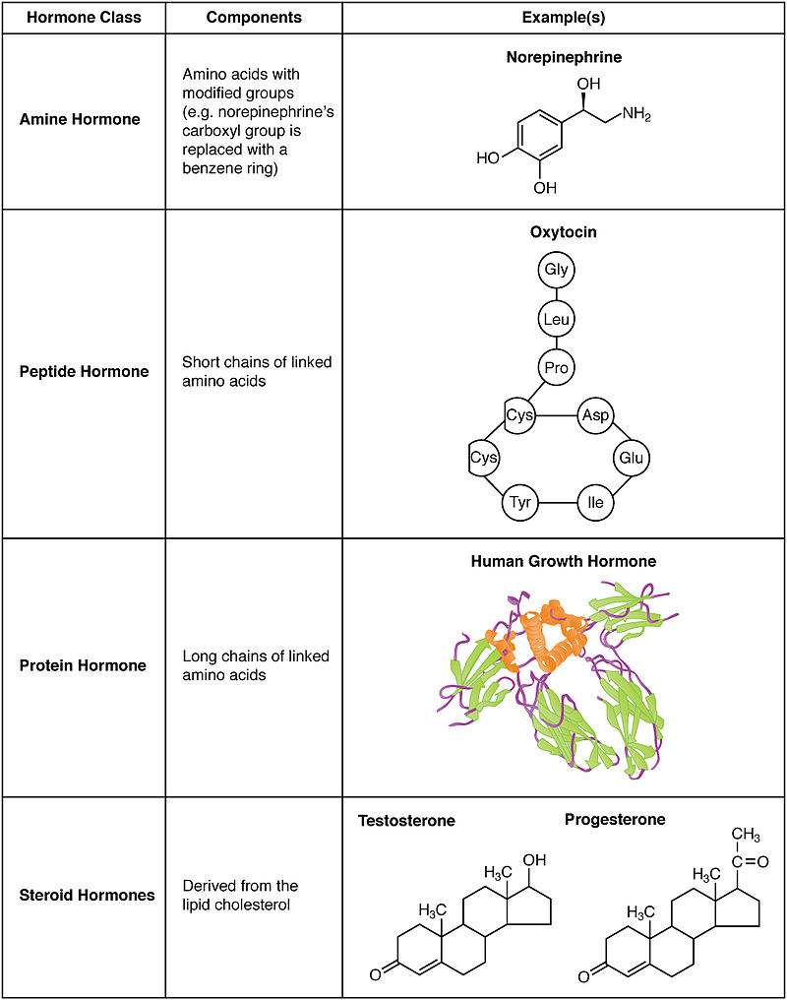 Hormone Class
Components
Example(s)
Amine Hormone
Amino acids with
modified groups
(e.g. norepinephrine's
carboxyl group is
replaced with a
benzene ring)
Norepinephrine
OH
NH₂
HO
OH
Peptide Hormone
Short chains of linked
amino acids
Oxytocin
Gly
Leu
Pro
Cys
Asp
Cys
Glu
Tyr
Ile
Protein Hormone
Long chains of linked
amino acids
Human Growth Hormone
Steroid Hormones
Derived from the
lipid cholesterol
Testosterone
OH
H₃C
H₃C
O
Progesterone
CH₃
C=O
H₃C
H₃C
O